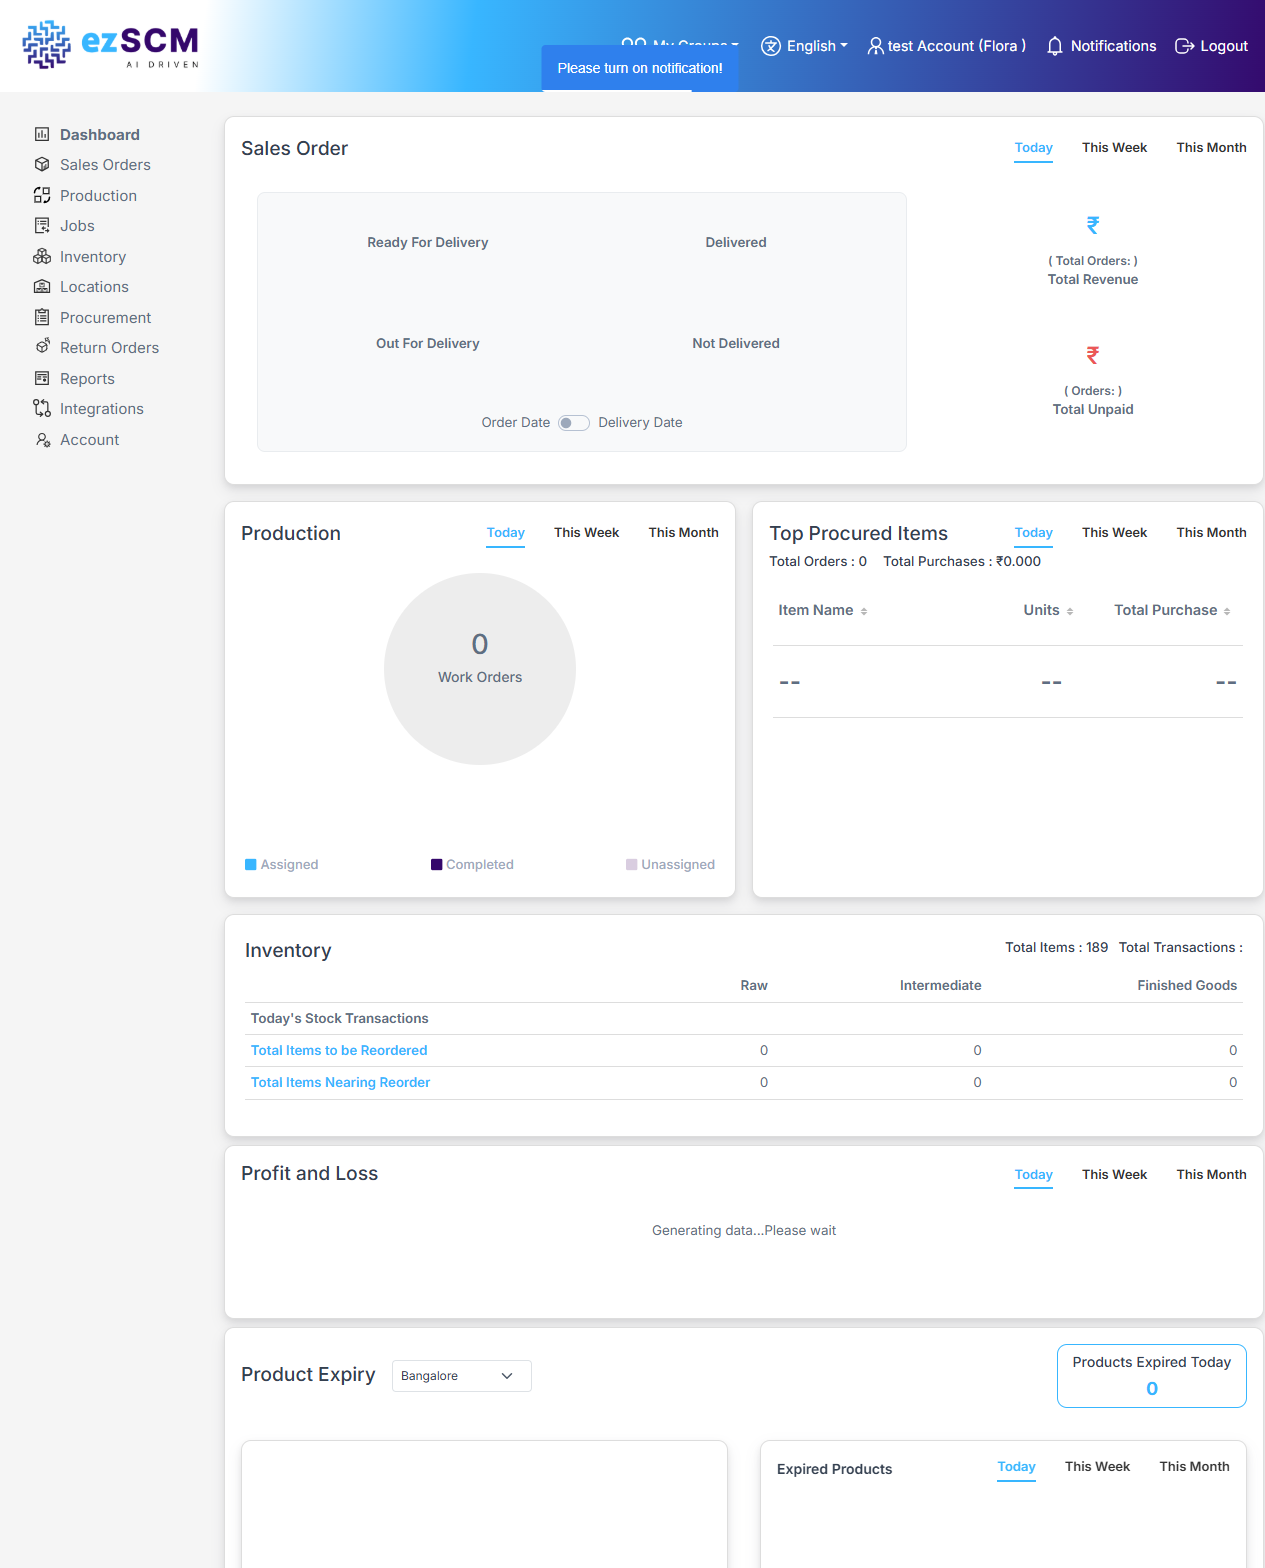 ezSCM
AI DRIVEN
My Groups
English
test Account (Flora )
Notifications
Logout
Please turn on notification!
Dashboard
Sales Orders
Production
Jobs
Inventory
Locations
Procurement
Return Orders
Reports
Integrations
Account
Sales Order
Today This Week This Month
Ready For Delivery
Delivered
Out For Delivery
Not Delivered
Order Date Delivery Date
₹
( Total Orders: )
Total Revenue
₹
( Orders: )
Total Unpaid
Production
Today This Week This Month
0
Work Orders
Assigned
Completed
Unassigned
Top Procured Items
Today This Week This Month
Total Orders : 0 Total Purchases : ₹0.000
Item Name Units Total Purchase
-- -- --
Inventory
Total Items : 189 Total Transactions :
Raw Intermediate Finished Goods
Today's Stock Transactions
Total Items to be Reordered 0 0 0
Total Items Nearing Reorder 0 0 0
Profit and Loss
Today This Week This Month
Generating data...Please wait
Product Expiry
Bangalore
Products Expired Today
0
Expired Products
Today This Week This Month